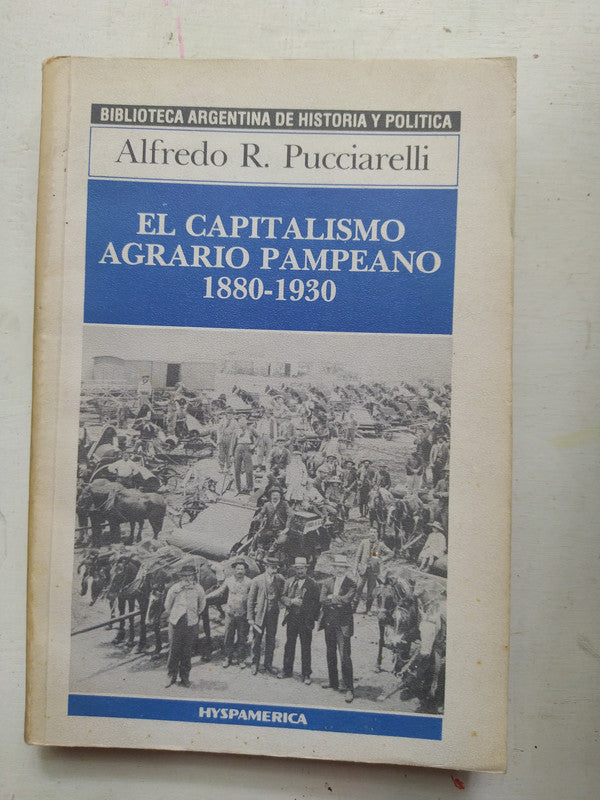 BIBLIOTECA ARGENTINA DE HISTORIA Y POLITICA
Alfredo R. Pucciarelli
EL CAPITALISMO
AGRARIO PAMPEANO
1880-1930
HYSPAMERICA